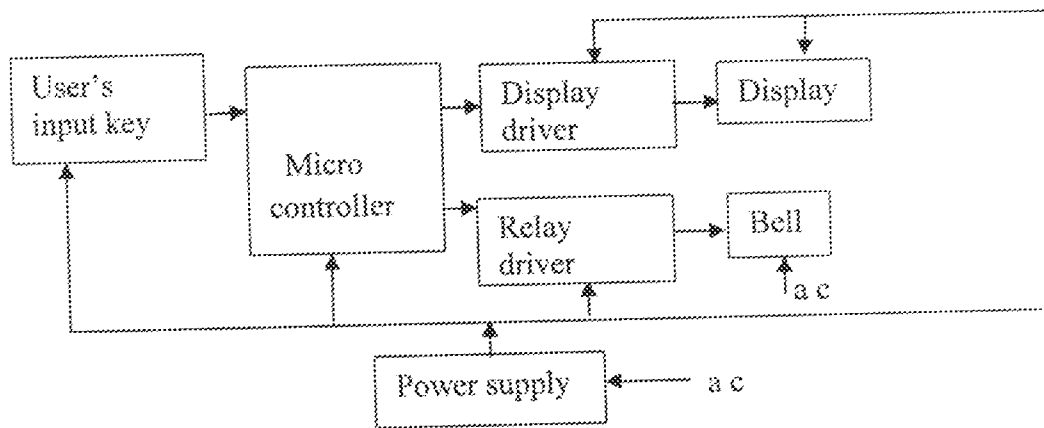 User's
input key
Micro
controller
Display
driver
Display
Relay
driver
Bell
a c
Power supply
a c